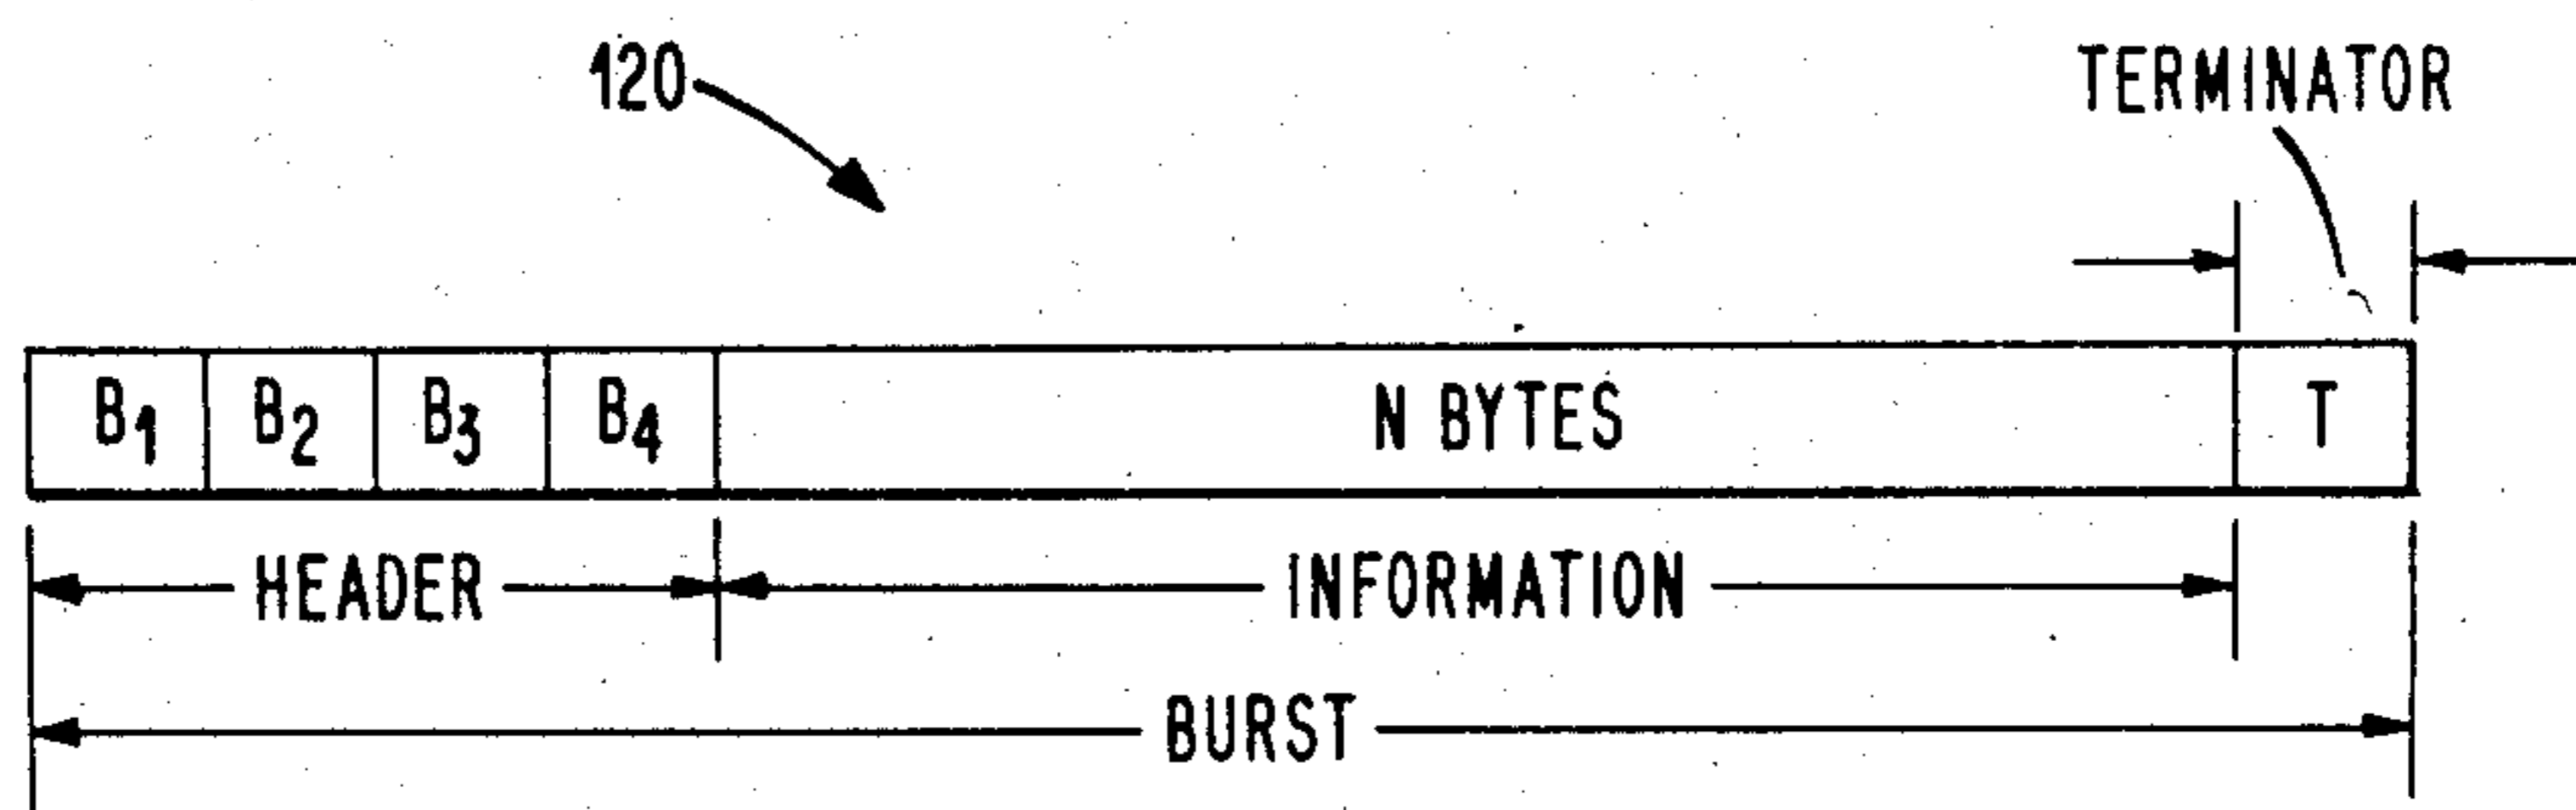 120
TERMINATOR
B1 B2 B3 B4 N BYTES T
HEADER INFORMATION
BURST